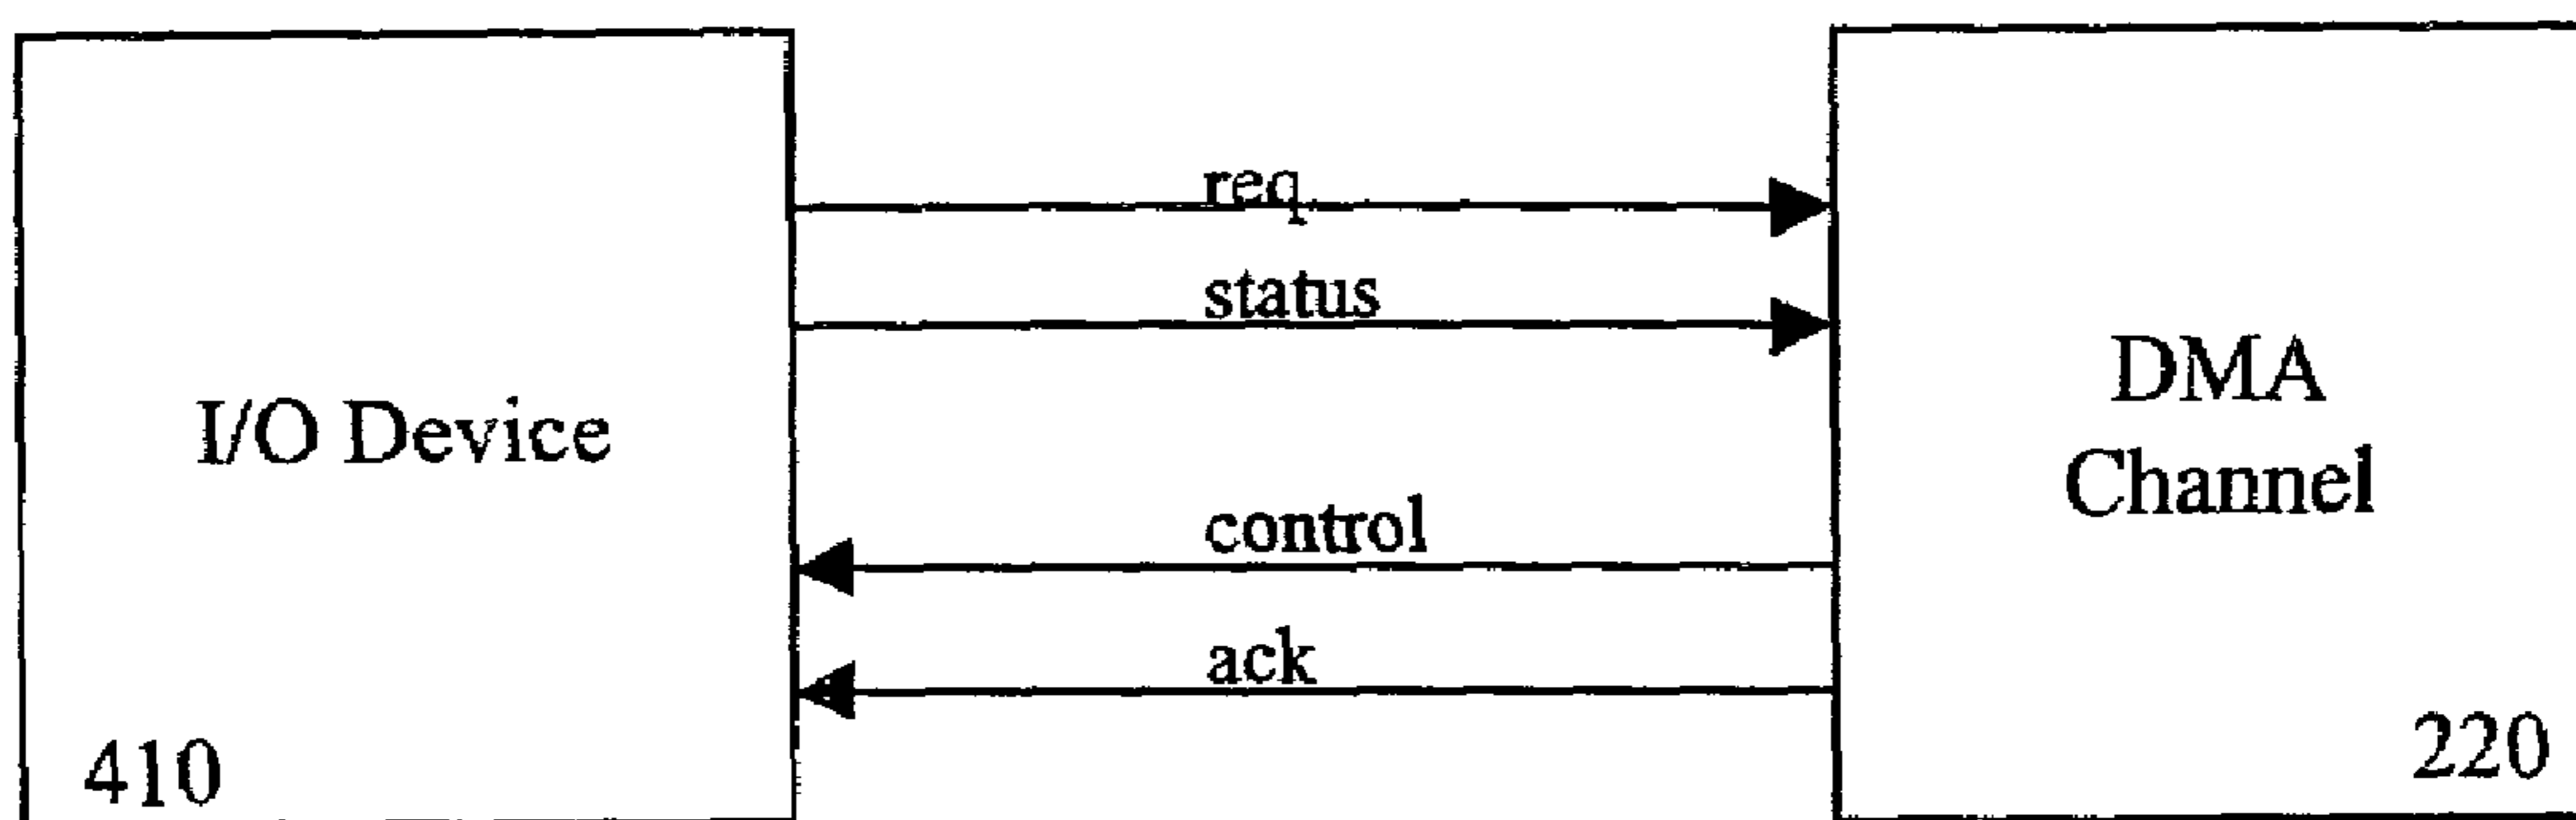 req
status
I/O Device
DMA
Channel
control
ack
410
220